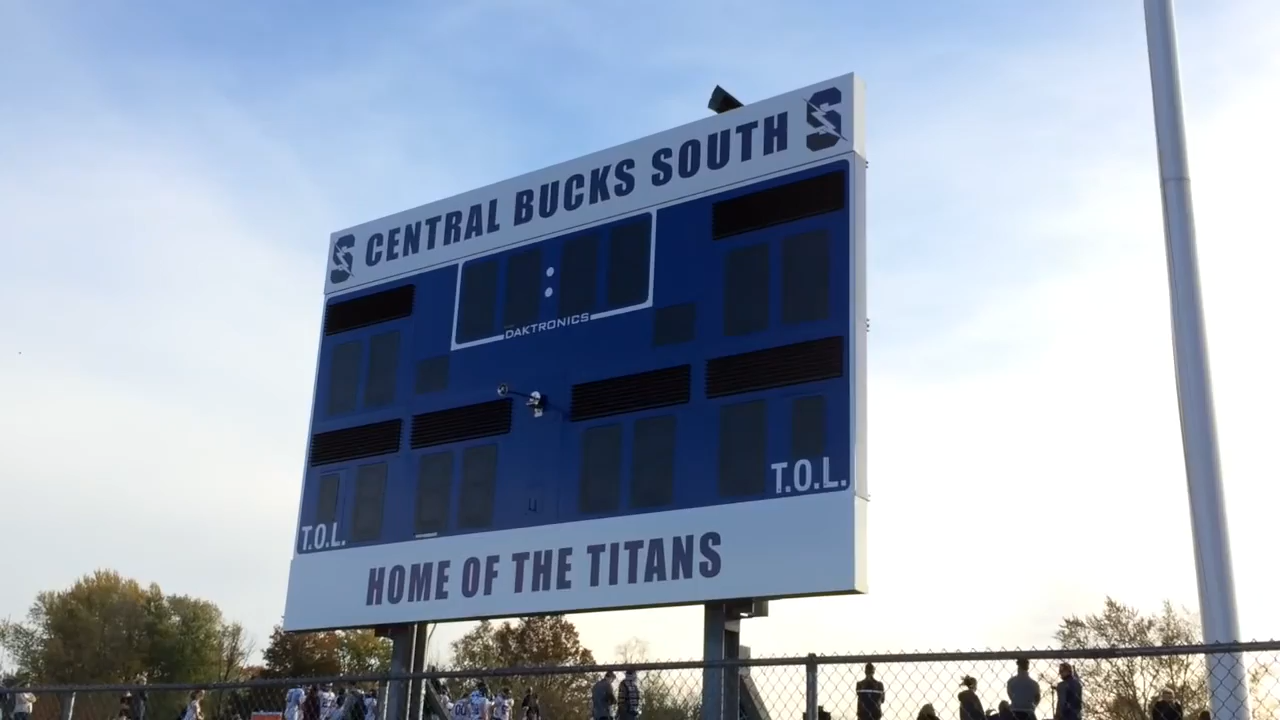 S CENTRAL BUCKS SOUTH S
DAKTRONICS
T.O.L. T.O.L.
HOME OF THE TITANS